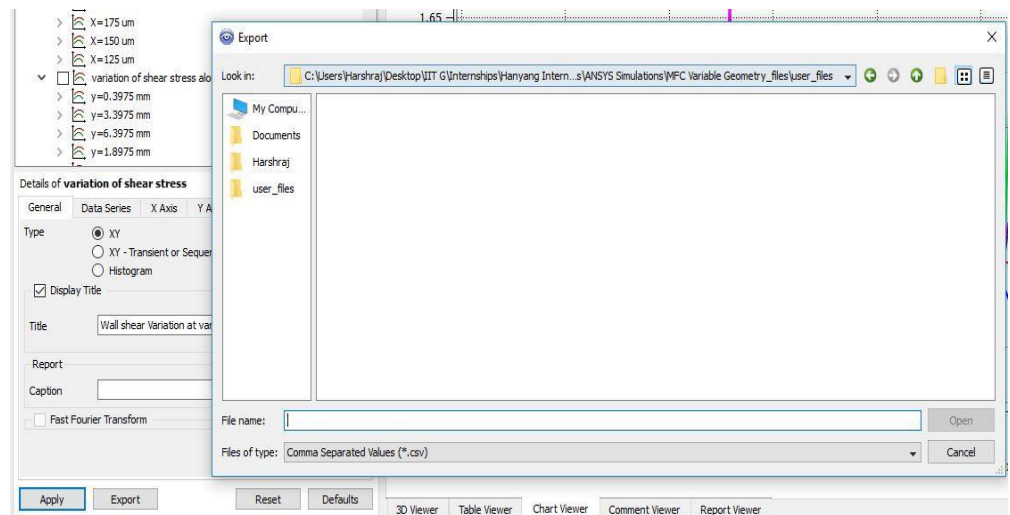 X=175 um
X=150 um
X=125 um
variation of shear stress alo
y=0.3975 mm
y=3.3975 mm
y=6.3975 mm
y=1.8975 mm
Details of variation of shear stress
General Data Series X Axis Y A
Type
XY
XY - Transient or Sequer
Histogram
Display Title
Title Wall shear Variation at var
Report
Caption
Fast Fourier Transform
Apply Export Reset Defaults
1.65
Export
Look in: C:\Users\Harshraj\Desktop\IIT G\Internships\Hanyang Intern...s\ANSYS Simulations\MFC Variable Geometry_files\user_files
My Compu...
Documents
Harshraj
user_files
File name: Open
Files of type: Comma Separated Values (*.csv) Cancel
3D Viewer Table Viewer Chart Viewer Comment Viewer Report Viewer